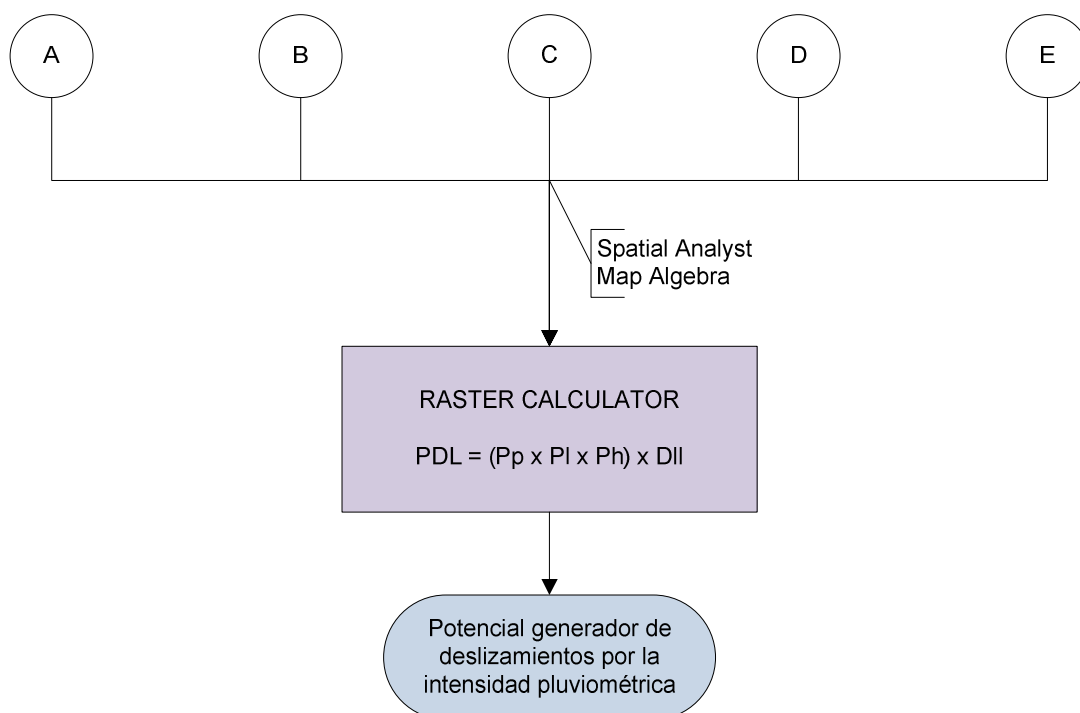 A
B
C
D
E
Spatial Analyst
Map Algebra
RASTER CALCULATOR
PDL = (Pp x Pl x Ph) x Dll
Potencial generador de
deslizamientos por la
intensidad pluviométrica